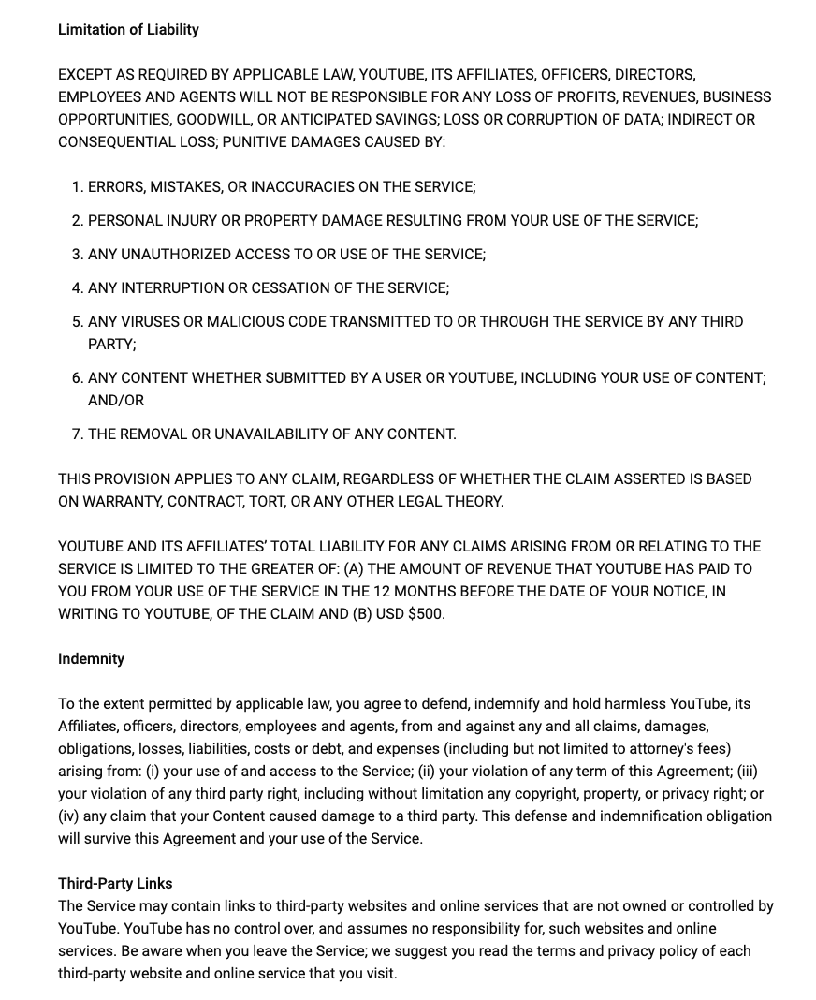 Limitation of Liability
EXCEPT AS REQUIRED BY APPLICABLE LAW, YOUTUBE, ITS AFFILIATES, OFFICERS, DIRECTORS,
EMPLOYEES AND AGENTS WILL NOT BE RESPONSIBLE FOR ANY LOSS OF PROFITS, REVENUES, BUSINESS
OPPORTUNITIES, GOODWILL, OR ANTICIPATED SAVINGS; LOSS OR CORRUPTION OF DATA; INDIRECT OR
CONSEQUENTIAL LOSS; PUNITIVE DAMAGES CAUSED BY:
1. ERRORS, MISTAKES, OR INACCURACIES ON THE SERVICE;
2. PERSONAL INJURY OR PROPERTY DAMAGE RESULTING FROM YOUR USE OF THE SERVICE;
3. ANY UNAUTHORIZED ACCESS TO OR USE OF THE SERVICE;
4. ANY INTERRUPTION OR CESSATION OF THE SERVICE;
5. ANY VIRUSES OR MALICIOUS CODE TRANSMITTED TO OR THROUGH THE SERVICE BY ANY THIRD
PARTY;
6. ANY CONTENT WHETHER SUBMITTED BY A USER OR YOUTUBE, INCLUDING YOUR USE OF CONTENT;
AND/OR
7. THE REMOVAL OR UNAVAILABILITY OF ANY CONTENT.
THIS PROVISION APPLIES TO ANY CLAIM, REGARDLESS OF WHETHER THE CLAIM ASSERTED IS BASED
ON WARRANTY, CONTRACT, TORT, OR ANY OTHER LEGAL THEORY.
YOUTUBE AND ITS AFFILIATES’ TOTAL LIABILITY FOR ANY CLAIMS ARISING FROM OR RELATING TO THE
SERVICE IS LIMITED TO THE GREATER OF: (A) THE AMOUNT OF REVENUE THAT YOUTUBE HAS PAID TO
YOU FROM YOUR USE OF THE SERVICE IN THE 12 MONTHS BEFORE THE DATE OF YOUR NOTICE, IN
WRITING TO YOUTUBE, OF THE CLAIM AND (B) USD $500.
Indemnity
To the extent permitted by applicable law, you agree to defend, indemnify and hold harmless YouTube, its
Affiliates, officers, directors, employees and agents, from and against any and all claims, damages,
obligations, losses, liabilities, costs or debt, and expenses (including but not limited to attorney's fees)
arising from: (i) your use of and access to the Service; (ii) your violation of any term of this Agreement; (iii)
your violation of any third party right, including without limitation any copyright, property, or privacy right; or
(iv) any claim that your Content caused damage to a third party. This defense and indemnification obligation
will survive this Agreement and your use of the Service.
Third-Party Links
The Service may contain links to third-party websites and online services that are not owned or controlled by
YouTube. YouTube has no control over, and assumes no responsibility for, such websites and online
services. Be aware when you leave the Service; we suggest you read the terms and privacy policy of each
third-party website and online service that you visit.